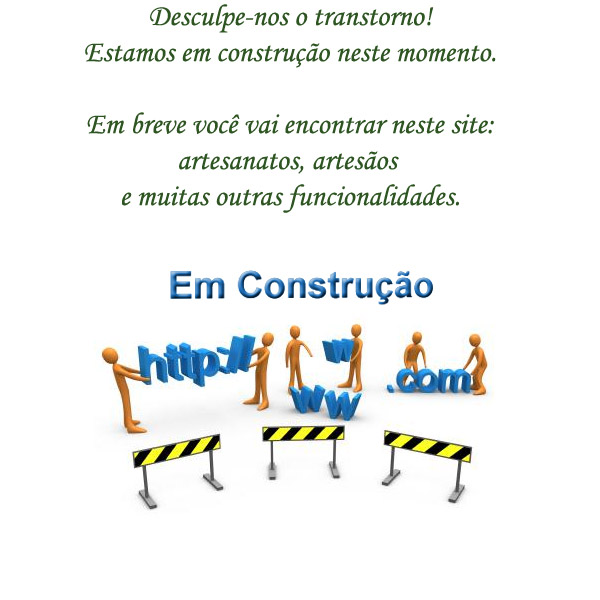 Desculpe-nos o transtorno!
Estamos em construção neste momento.
Em breve você vai encontrar neste site:
artesanatos, artesãos
e muitas outras funcionalidades.
Em Construção
http:// w .com
ww